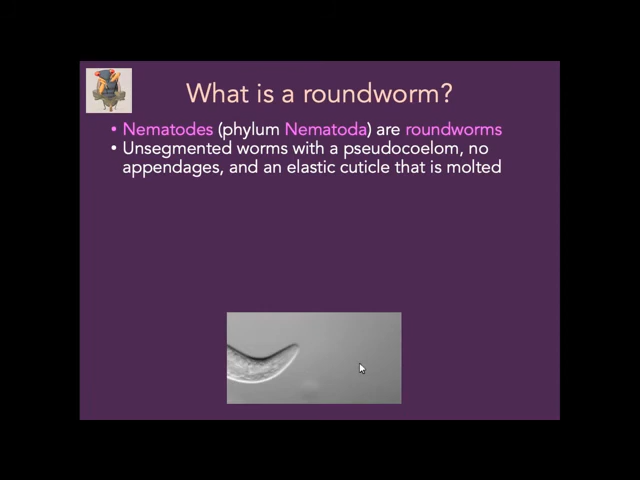 What is a roundworm?
• Nematodes (phylum Nematoda) are roundworms
• Unsegmented worms with a pseudocoelom, no
appendages, and an elastic cuticle that is molted